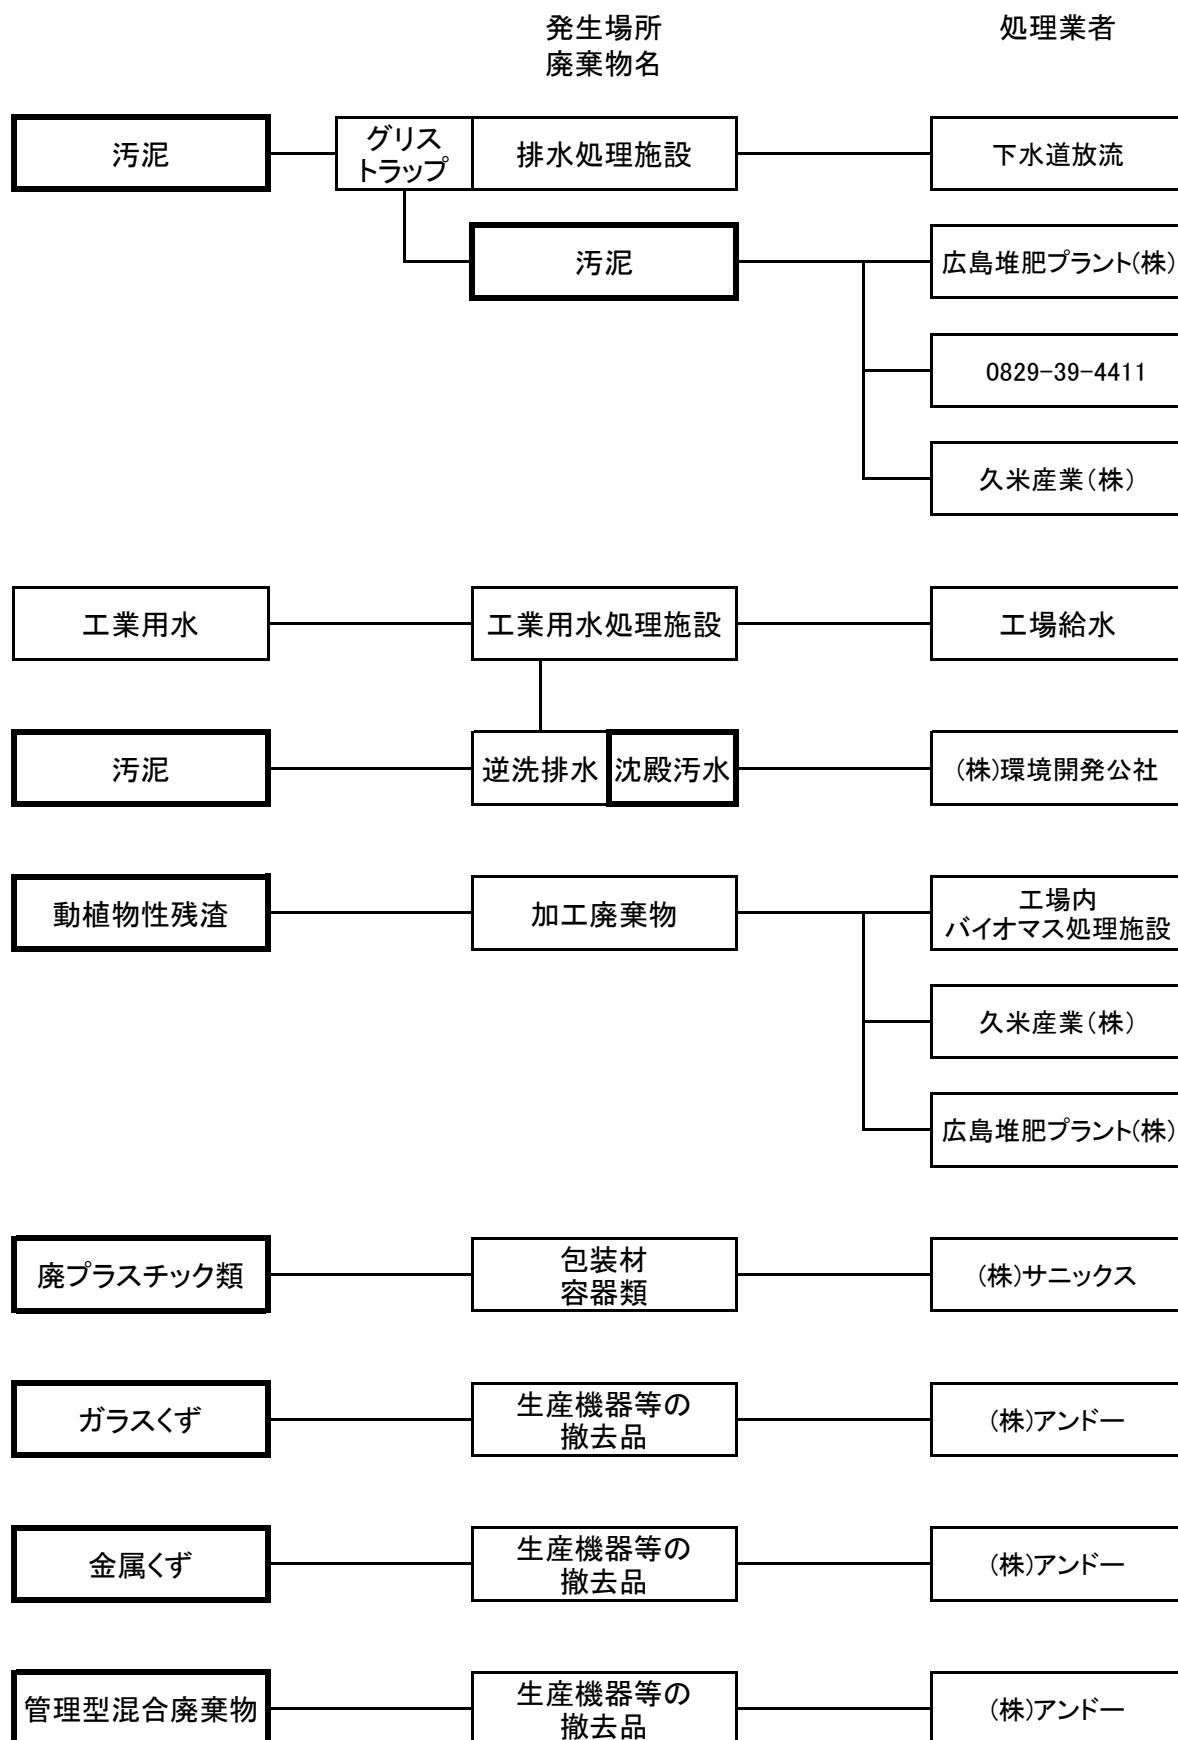 発生場所
廃棄物名
処理業者
汚泥
グリス
トラップ
排水処理施設
下水道放流
汚泥
広島堆肥プラント(株)
0829-39-4411
久米産業(株)
工業用水
工業用水処理施設
工場給水
汚泥
逆洗排水
沈殿汚水
(株)環境開発公社
動植物性残渣
加工廃棄物
工場内
バイオマス処理施設
久米産業(株)
広島堆肥プラント(株)
廃プラスチック類
包装材
容器類
(株)サニックス
ガラスくず
生産機器等の
撤去品
(株)アンドー
金属くず
生産機器等の
撤去品
(株)アンドー
管理型混合廃棄物
生産機器等の
撤去品
(株)アンドー